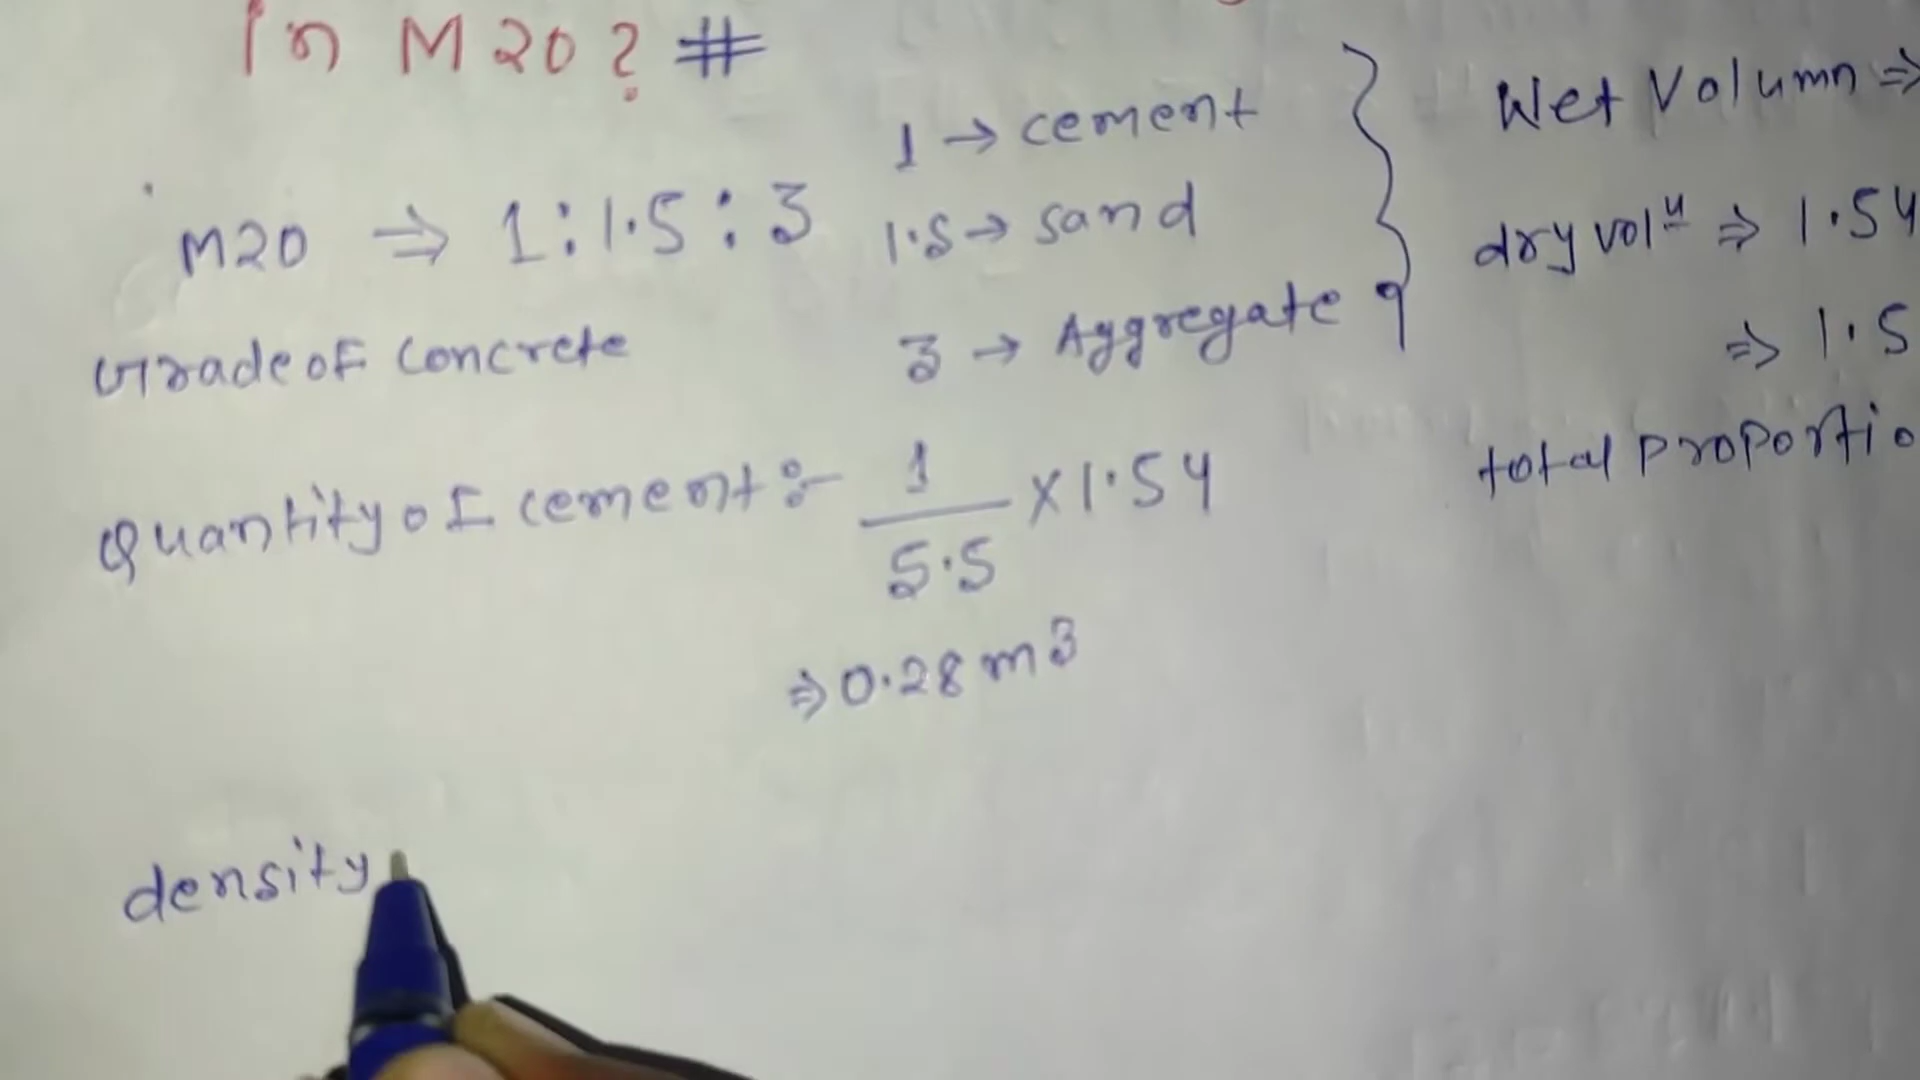 In M20? #
1 → cement
Wet Volumn ⇒
M20 ⇒ 1:1.5:3
1.5 → sand
dry volⁿ ⇒ 1.54
Grade of concrete
3 → Aggregate
⇒ 1.5
Quantity of cement :- 1/5.5 × 1.54
total Proportio
⇒ 0.28 m3
density